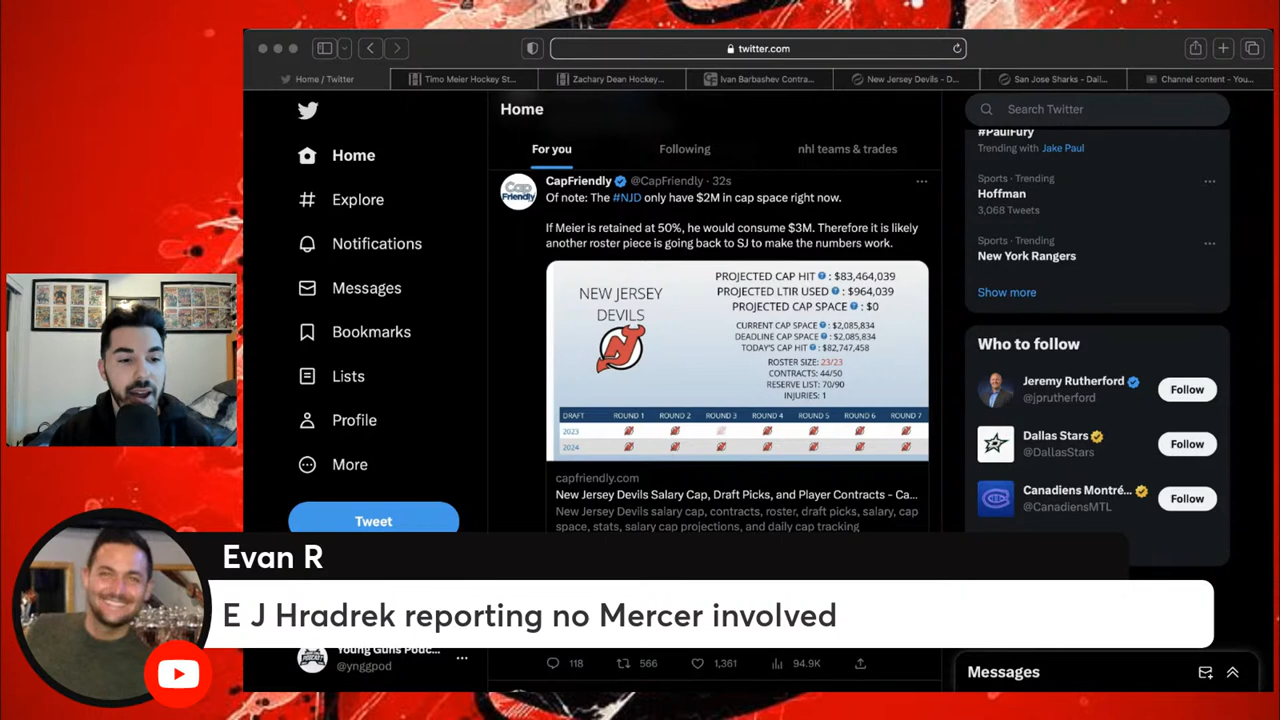 twitter.com
Home / Twitter
Timo Meier Hockey St...
Zachary Dean Hockey...
Ivan Barbashev Contra...
New Jersey Devils - D...
San Jose Sharks - Dail...
Channel content - You...
Home
Explore
Notifications
Messages
Bookmarks
Lists
Profile
More
Tweet
Young Guns Podc...
@ynggpod
Home
For you
Following
nhl teams & trades
CapFriendly @CapFriendly · 32s
Of note: The #NJD only have $2M in cap space right now.
If Meier is retained at 50%, he would consume $3M. Therefore it is likely
another roster piece is going back to SJ to make the numbers work.
NEW JERSEY
DEVILS
PROJECTED CAP HIT : $83,464,039
PROJECTED LTIR USED : $964,039
PROJECTED CAP SPACE : $0
CURRENT CAP SPACE : $2,085,834
DEADLINE CAP SPACE : $2,085,834
TODAY'S CAP HIT : $82,747,458
ROSTER SIZE: 23/23
CONTRACTS: 44/50
RESERVE LIST: 70/90
INJURIES: 1
DRAFT ROUND 1 ROUND 2 ROUND 3 ROUND 4 ROUND 5 ROUND 6 ROUND 7
2023
2024
capfriendly.com
New Jersey Devils Salary Cap, Draft Picks, and Player Contracts - Ca...
New Jersey Devils salary cap, contracts, roster, draft picks, salary, cap
space, stats, salary cap projections, and daily cap tracking
118 566 1,361 94.9K
Search Twitter
#PaulFury
Trending with Jake Paul
Sports · Trending
Hoffman
3,068 Tweets
Sports · Trending
New York Rangers
Show more
Who to follow
Jeremy Rutherford
@jprutherford
Follow
Dallas Stars
@DallasStars
Follow
Canadiens Montré...
@CanadiensMTL
Follow
Messages
Evan R
E J Hradrek reporting no Mercer involved